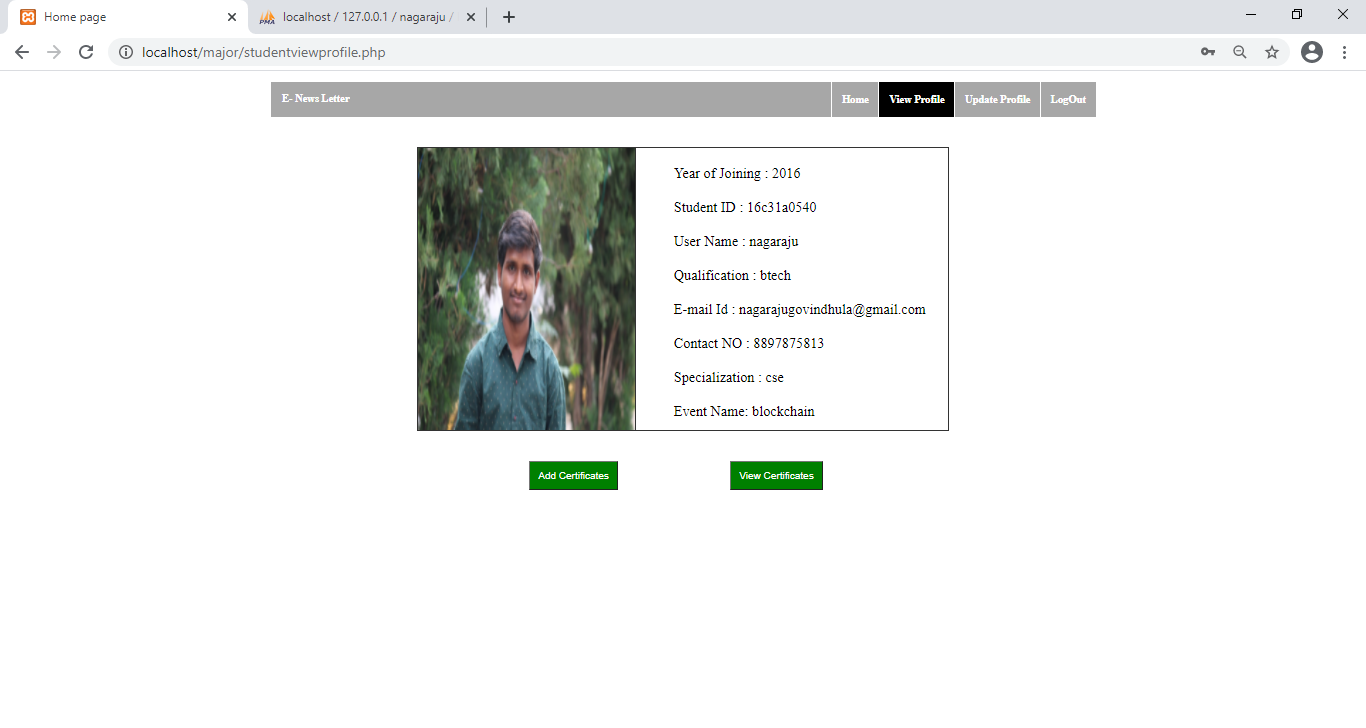 Home page
localhost / 127.0.0.1 / nagaraju /
localhost/major/studentviewprofile.php
E- News Letter
Home
View Profile
Update Profile
LogOut
Year of Joining : 2016
Student ID : 16c31a0540
User Name : nagaraju
Qualification : btech
E-mail Id : nagarajugovindhula@gmail.com
Contact NO : 8897875813
Specialization : cse
Event Name: blockchain
Add Certificates
View Certificates
PMA